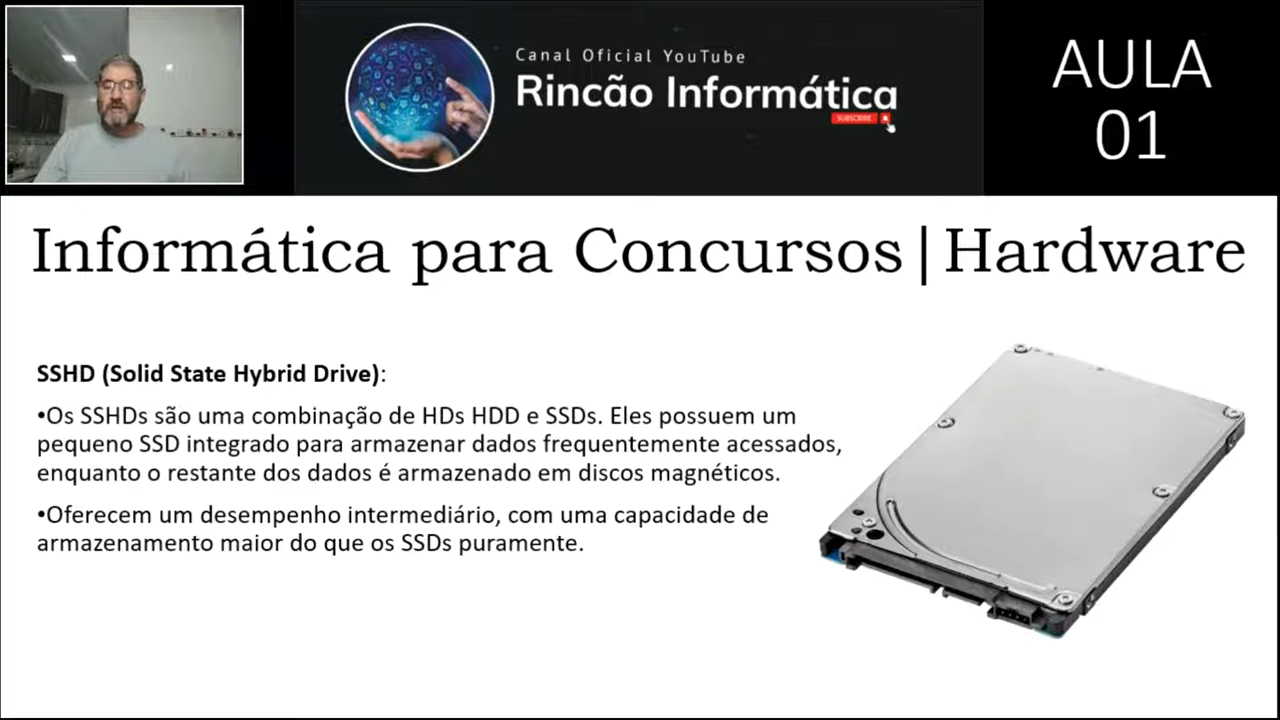 Canal Oficial YouTube
Rincão Informática
SUBSCRIBE
AULA
01
Informática para Concursos|Hardware
SSHD (Solid State Hybrid Drive):
•Os SSHDs são uma combinação de HDs HDD e SSDs. Eles possuem um
pequeno SSD integrado para armazenar dados frequentemente acessados,
enquanto o restante dos dados é armazenado em discos magnéticos.
•Oferecem um desempenho intermediário, com uma capacidade de
armazenamento maior do que os SSDs puramente.